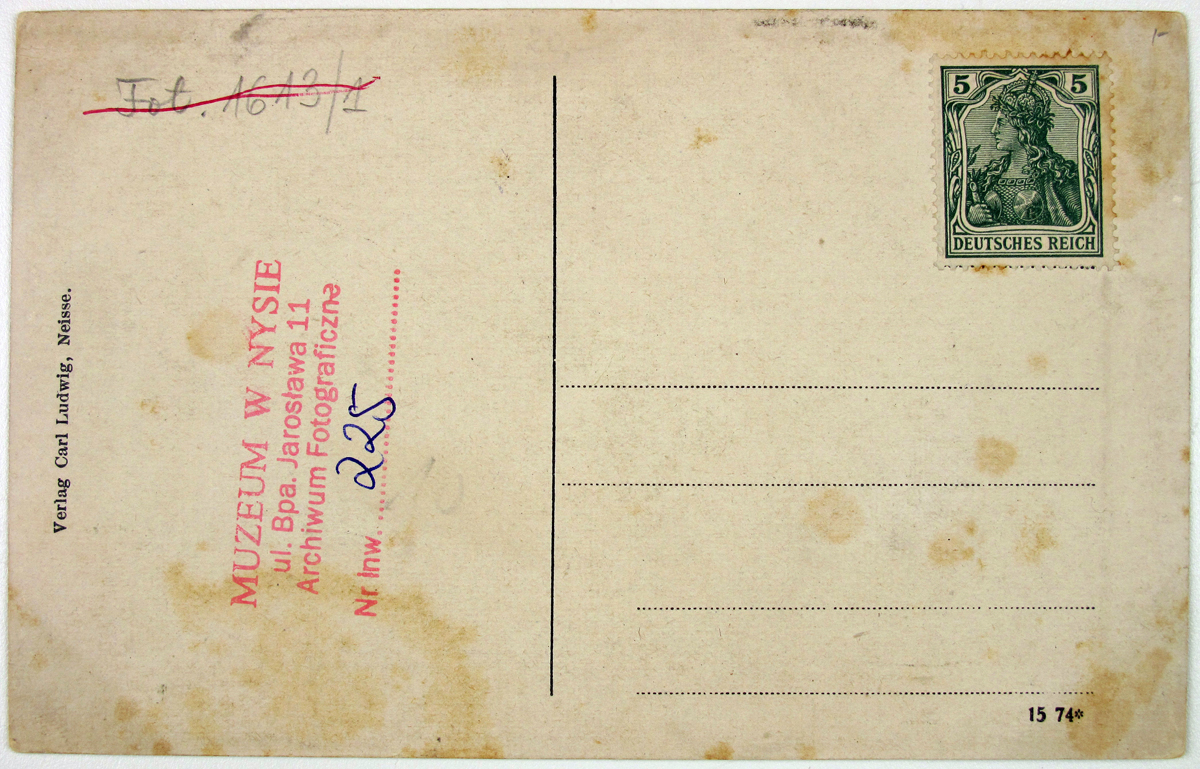 Fot. 1613/1
5 5
DEUTSCHES REICH
Verlag Carl Ludwig, Neisse.
MUZEUM W NYSIE
ul. Bpa. Jarosława 11
Archiwum Fotograficzne
Nr Inw. 225
15 74*